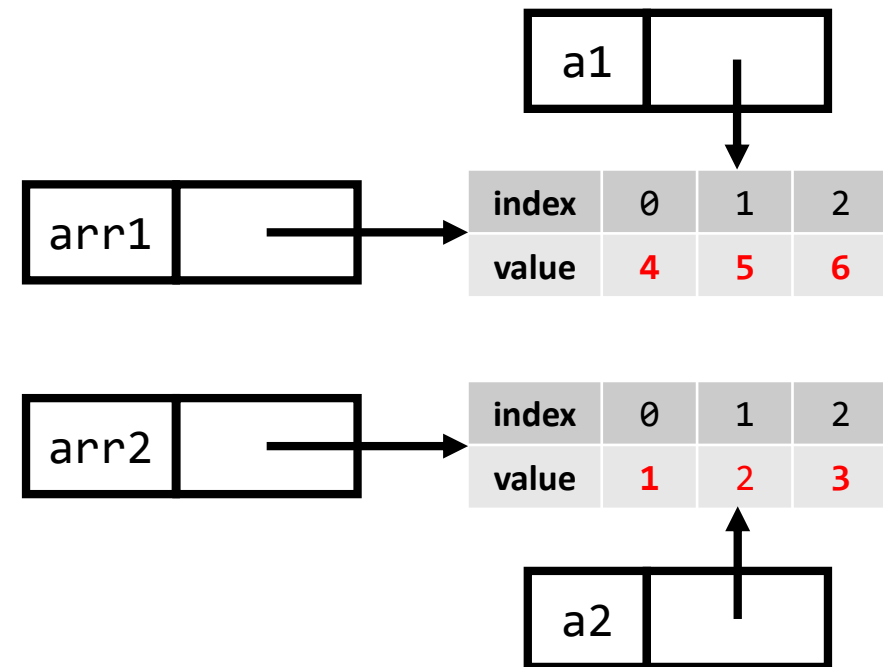 a1
arr1
index 0 1 2
value 4 5 6
arr2
index 0 1 2
value 1 2 3
a2